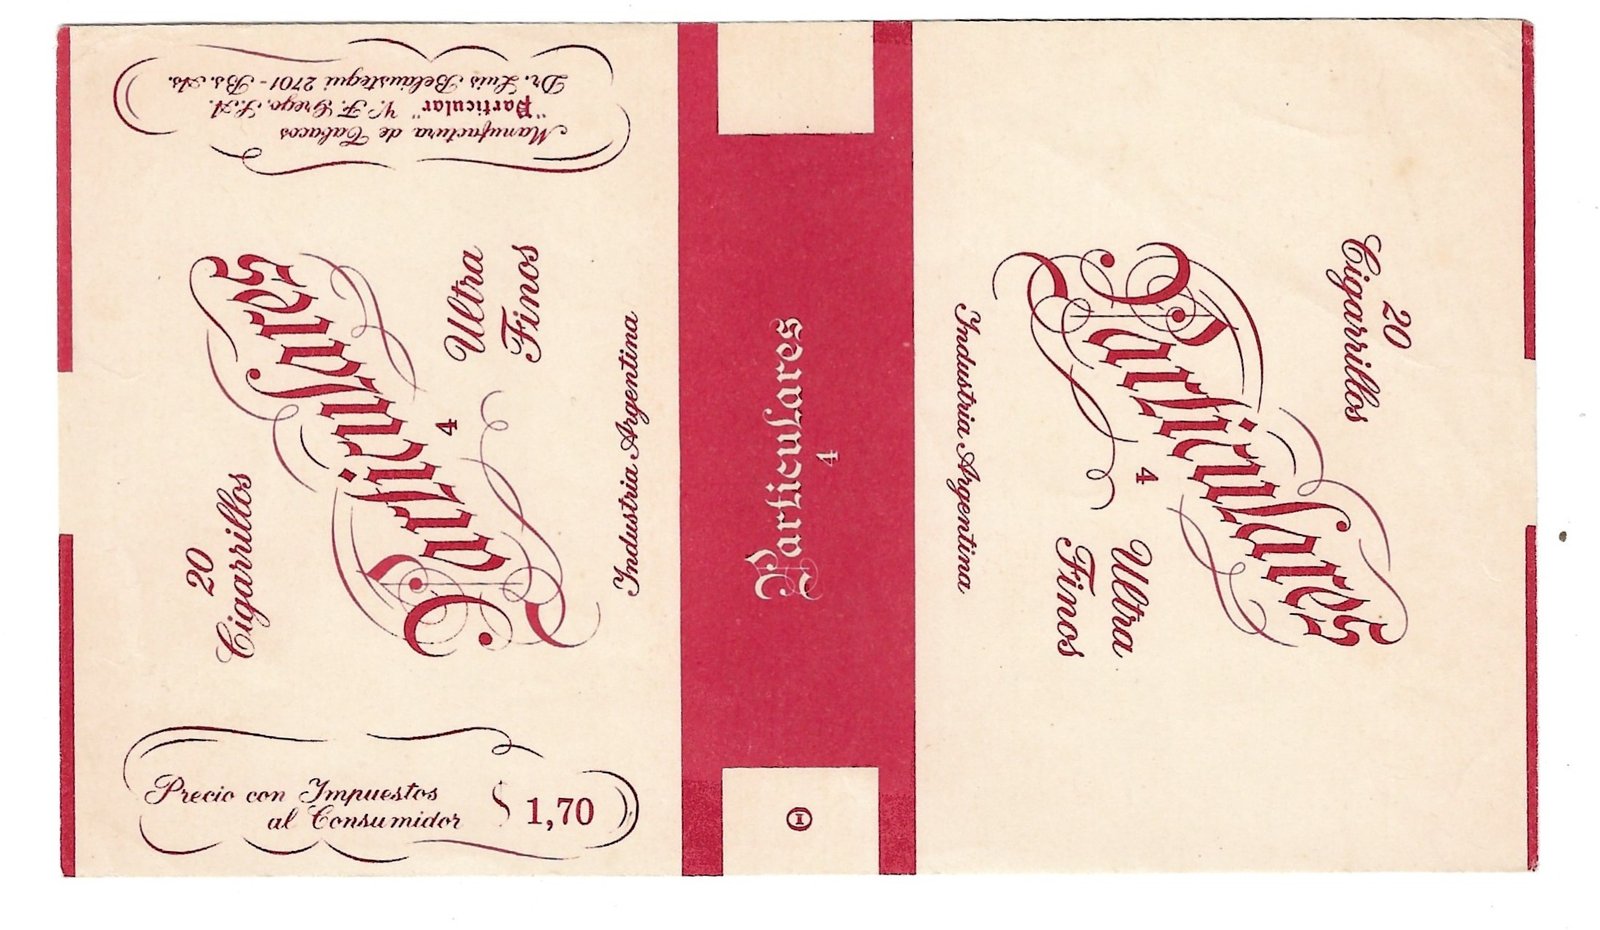 Manufactura de Tabacos
"Particular" V. F. Grego, S.A.
Dr. Luis Beláustegui 2701 - Bs. As.
20
Cigarrillos
Particulares
4
Ultra
Finos
Industria Argentina
Precio con Impuestos
al Consumidor
$ 1,70
Particulares
4
I
20
Cigarrillos
Particulares
4
Ultra
Finos
Industria Argentina